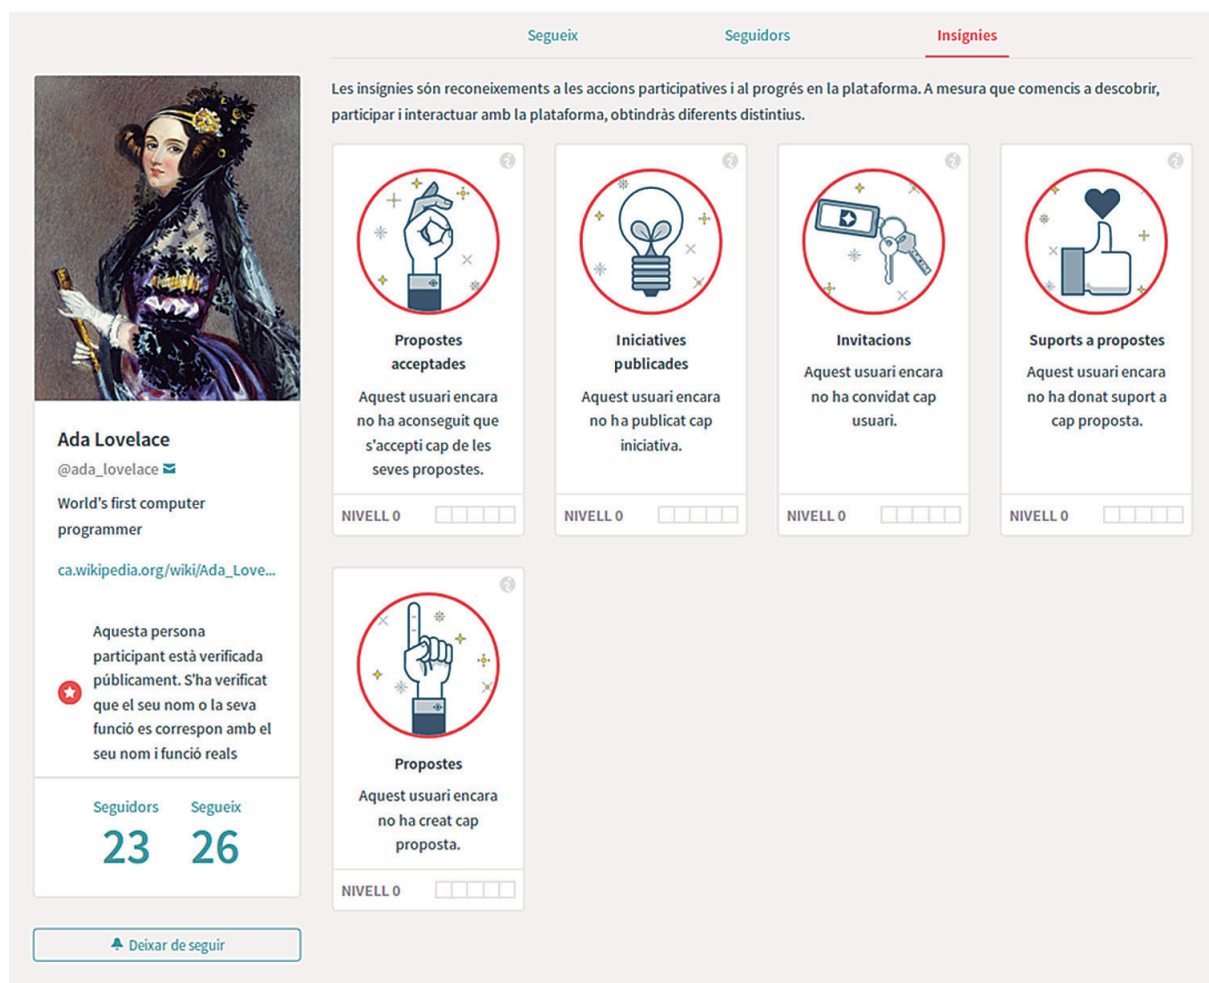 Segueix
Seguidors
Insígnies
Les insígnies són reconeixements a les accions participatives i al progrés en la plataforma. A mesura que comencis a descobrir,
participar i interactuar amb la plataforma, obtindràs diferents distintius.
Propostes
acceptades
Aquest usuari encara
no ha aconseguit que
s'accepti cap de les
seves propostes.
NIVELL 0
Iniciatives
publicades
Aquest usuari encara
no ha publicat cap
iniciativa.
NIVELL 0
Invitacions
Aquest usuari encara
no ha convidat cap
usuari.
NIVELL 0
Suports a propostes
Aquest usuari encara
no ha donat suport a
cap proposta.
NIVELL 0
Propostes
Aquest usuari encara
no ha creat cap
proposta.
NIVELL 0
Ada Lovelace
@ada_lovelace
World's first computer
programmer
ca.wikipedia.org/wiki/Ada_Love...
Aquesta persona
participant està verificada
públicament. S'ha verificat
que el seu nom o la seva
funció es correspon amb el
seu nom i funció reals
Seguidors
23
Segueix
26
Deixar de seguir